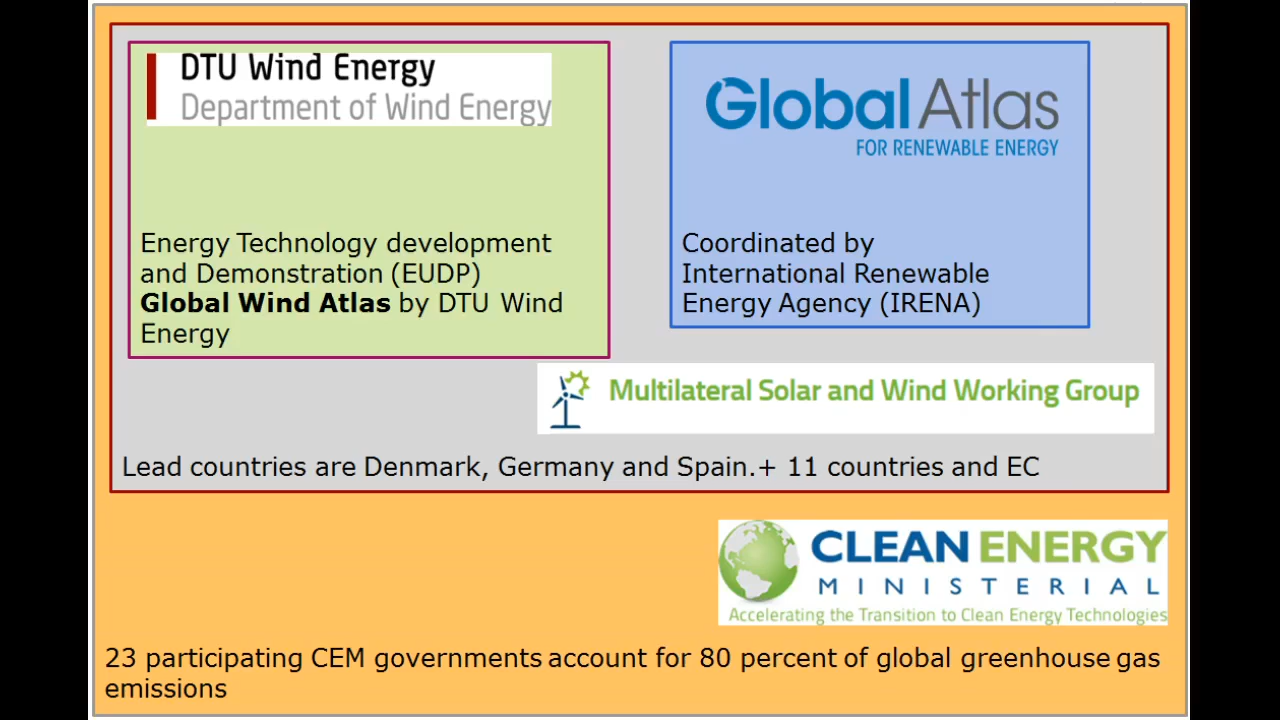 DTU Wind Energy
Department of Wind Energy
Energy Technology development
and Demonstration (EUDP)
Global Wind Atlas by DTU Wind
Energy
Global Atlas
FOR RENEWABLE ENERGY
Coordinated by
International Renewable
Energy Agency (IRENA)
Multilateral Solar and Wind Working Group
Lead countries are Denmark, Germany and Spain.+ 11 countries and EC
CLEAN ENERGY
MINISTERIAL
Accelerating the Transition to Clean Energy Technologies
23 participating CEM governments account for 80 percent of global greenhouse gas
emissions